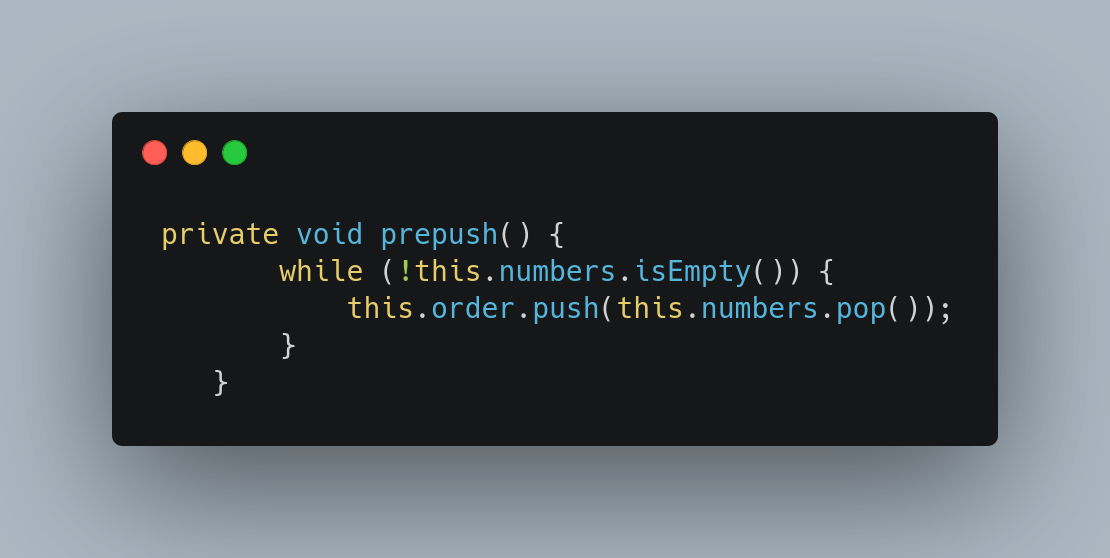 private void prepush() {
        while (!this.numbers.isEmpty()) {
            this.order.push(this.numbers.pop());
        }
    }